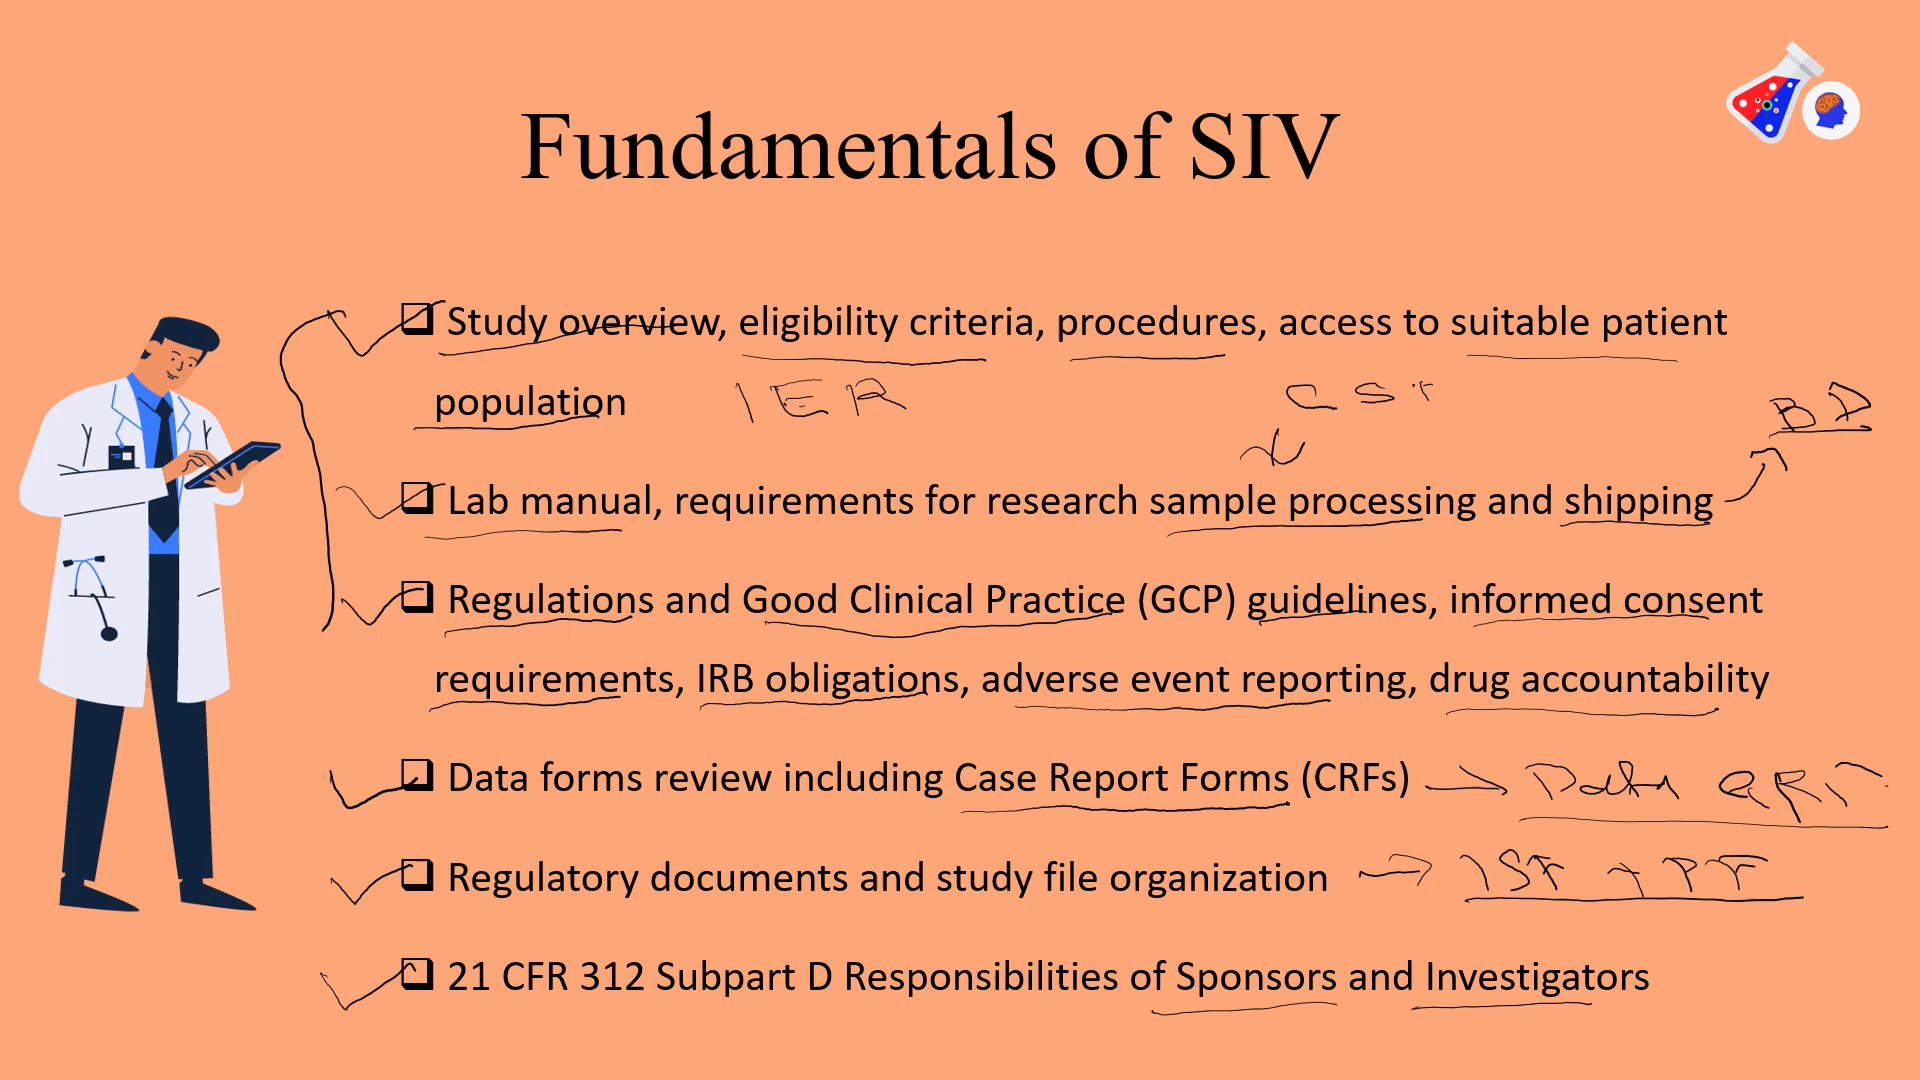 Fundamentals of SIV
❑ Study overview, eligibility criteria, procedures, access to suitable patient
population
IER
BD
❑ Lab manual, requirements for research sample processing and shipping
❑ Regulations and Good Clinical Practice (GCP) guidelines, informed consent
requirements, IRB obligations, adverse event reporting, drug accountability
❑ Data forms review including Case Report Forms (CRFs) → Data
❑ Regulatory documents and study file organization → ISF
❑ 21 CFR 312 Subpart D Responsibilities of Sponsors and Investigators